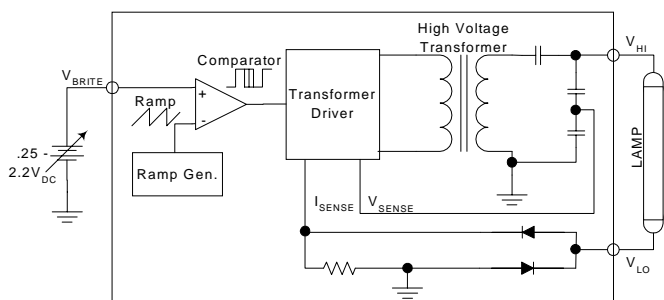 High Voltage
Transformer
Comparator
V_BRITE
Ramp
+
-
Transformer
Driver
V_HI
.25 -
2.2V_DC
Ramp Gen.
LAMP
I_SENSE
V_SENSE
V_LO